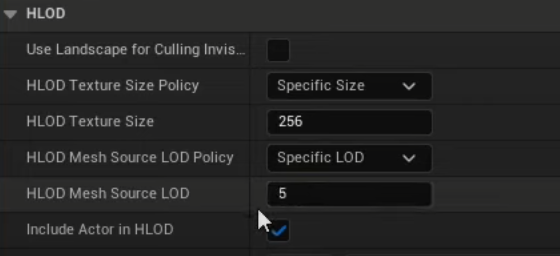 HLOD
Use Landscape for Culling Invis...
HLOD Texture Size Policy Specific Size
HLOD Texture Size 256
HLOD Mesh Source LOD Policy Specific LOD
HLOD Mesh Source LOD 5
Include Actor in HLOD